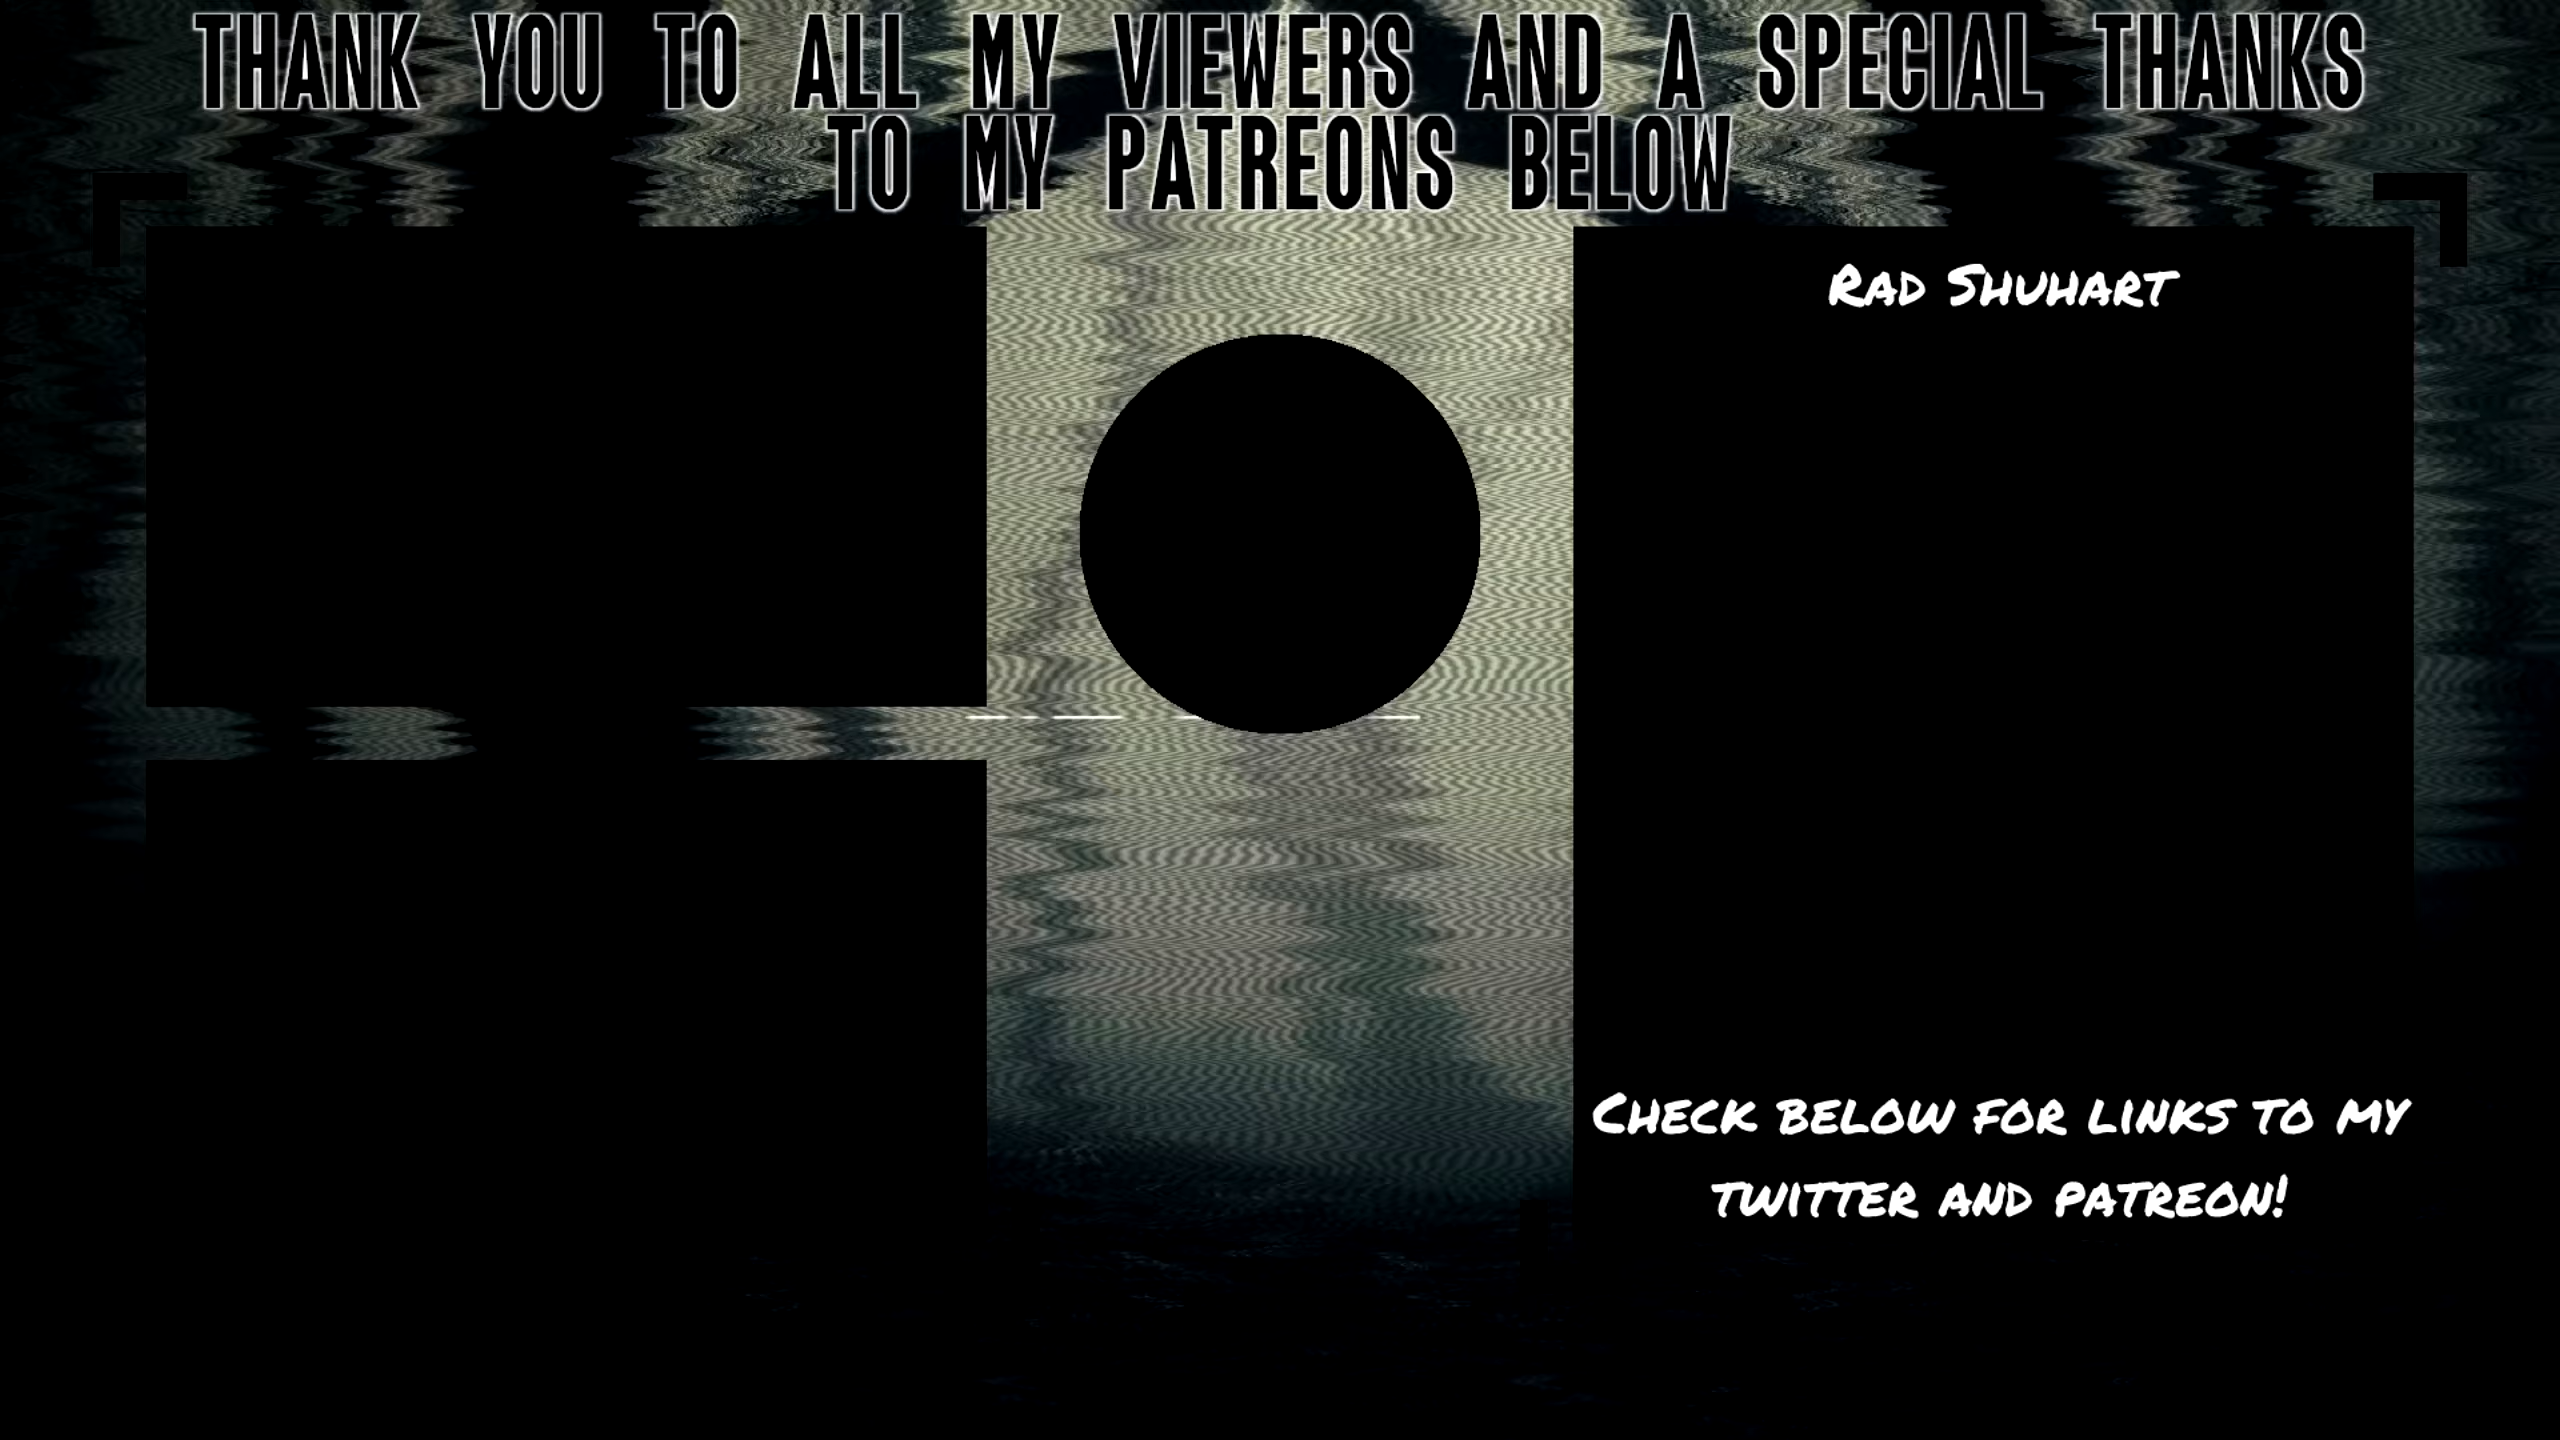 THANK YOU TO ALL MY VIEWERS AND A SPECIAL THANKS
TO MY PATREONS BELOW
Rad Shuhart
Check below for links to my
twitter and patreon!